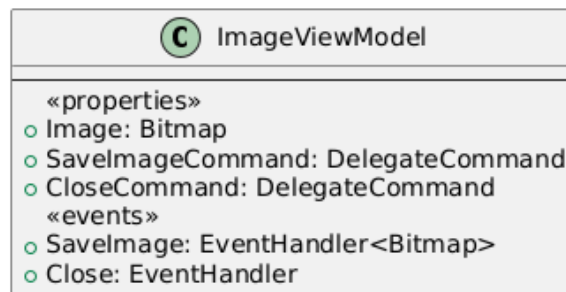 C ImageViewModel
«properties»
Image: Bitmap
SaveImageCommand: DelegateCommand
CloseCommand: DelegateCommand
«events»
SaveImage: EventHandler<Bitmap>
Close: EventHandler